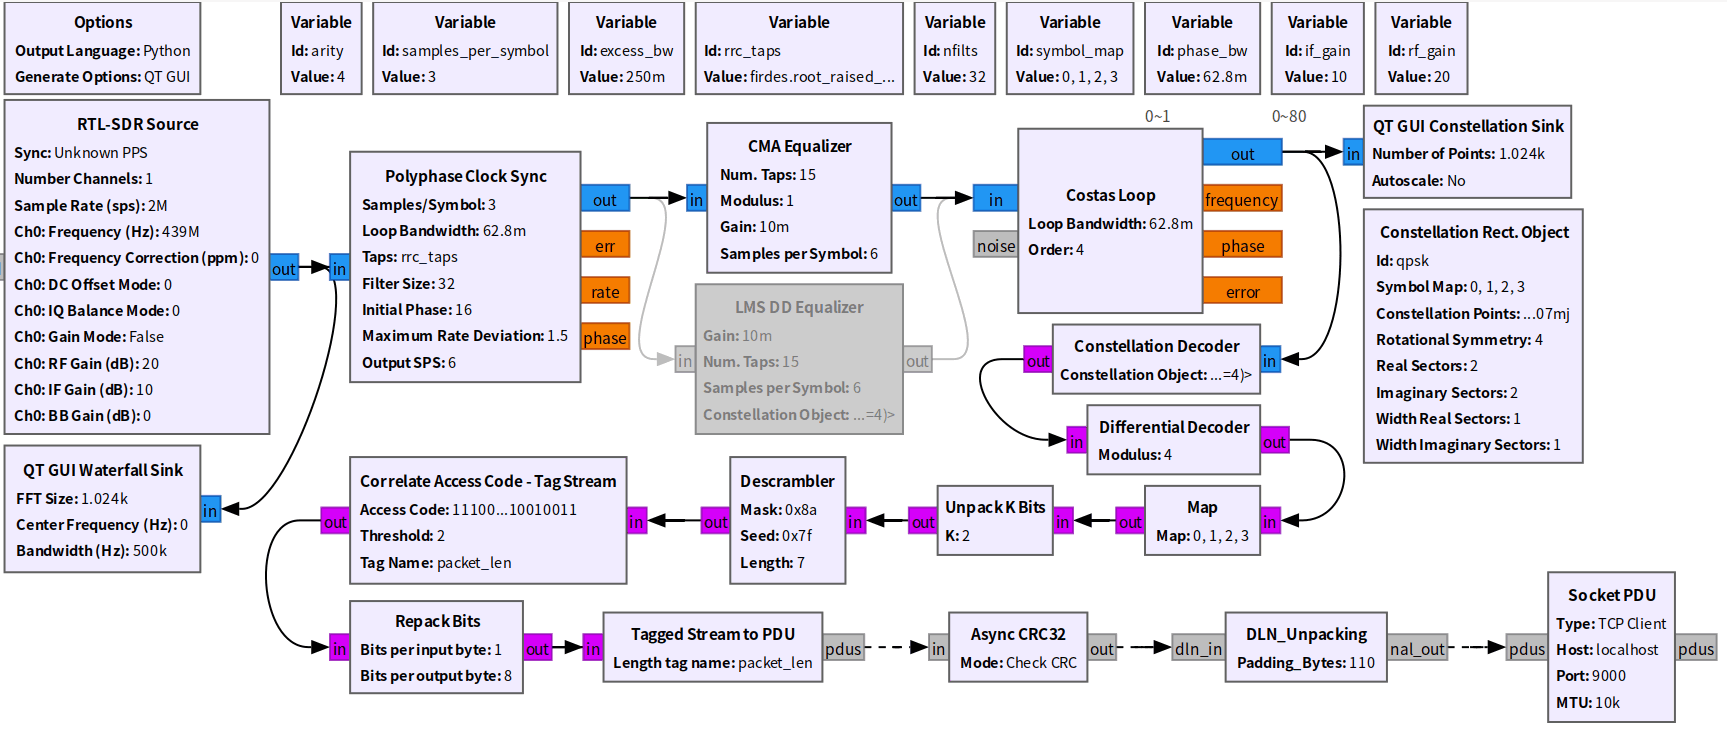 Options
Output Language: Python
Generate Options: QT GUI
Variable
Id: arity
Value: 4
Variable
Id: samples_per_symbol
Value: 3
Variable
Id: excess_bw
Value: 250m
Variable
Id: rrc_taps
Value: firdes.root_raised_...
Variable
Id: nfilts
Value: 32
Variable
Id: symbol_map
Value: 0, 1, 2, 3
Variable
Id: phase_bw
Value: 62.8m
Variable
Id: if_gain
Value: 10
Variable
Id: rf_gain
Value: 20
RTL-SDR Source
Sync: Unknown PPS
Number Channels: 1
Sample Rate (sps): 2M
Ch0: Frequency (Hz): 439M
Ch0: Frequency Correction (ppm): 0
Ch0: DC Offset Mode: 0
Ch0: IQ Balance Mode: 0
Ch0: Gain Mode: False
Ch0: RF Gain (dB): 20
Ch0: IF Gain (dB): 10
Ch0: BB Gain (dB): 0
out
QT GUI Waterfall Sink
FFT Size: 1.024k
Center Frequency (Hz): 0
Bandwidth (Hz): 500k
in
in
Polyphase Clock Sync
Samples/Symbol: 3
Loop Bandwidth: 62.8m
Taps: rrc_taps
Filter Size: 32
Initial Phase: 16
Maximum Rate Deviation: 1.5
Output SPS: 6
out
err
rate
phase
in
CMA Equalizer
Num. Taps: 15
Modulus: 1
Gain: 10m
Samples per Symbol: 6
out
in
LMS DD Equalizer
Gain: 10m
Num. Taps: 15
Samples per Symbol: 6
Constellation Object: ...=4)>
out
0~1
0~80
in
noise
Costas Loop
Loop Bandwidth: 62.8m
Order: 4
out
frequency
phase
error
in
QT GUI Constellation Sink
Number of Points: 1.024k
Autoscale: No
Constellation Rect. Object
Id: qpsk
Symbol Map: 0, 1, 2, 3
Constellation Points: ...07mj
Rotational Symmetry: 4
Real Sectors: 2
Imaginary Sectors: 2
Width Real Sectors: 1
Width Imaginary Sectors: 1
out
Constellation Decoder
Constellation Object: ...=4)>
in
in
Differential Decoder
Modulus: 4
out
out
Map
Map: 0, 1, 2, 3
in
out
Unpack K Bits
K: 2
in
out
Descrambler
Mask: 0x8a
Seed: 0x7f
Length: 7
in
out
Correlate Access Code - Tag Stream
Access Code: 11100...10010011
Threshold: 2
Tag Name: packet_len
in
in
Repack Bits
Bits per input byte: 1
Bits per output byte: 8
out
in
Tagged Stream to PDU
Length tag name: packet_len
pdus
in
Async CRC32
Mode: Check CRC
out
dln_in
DLN_Unpacking
Padding_Bytes: 110
nal_out
pdus
Socket PDU
Type: TCP Client
Host: localhost
Port: 9000
MTU: 10k
pdus